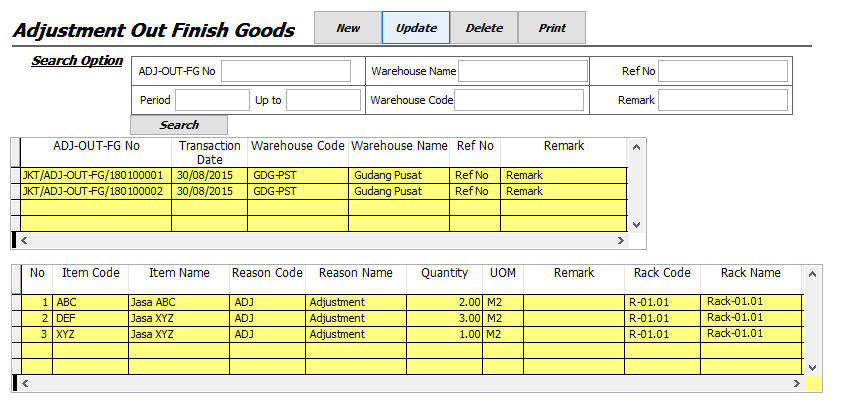 Adjustment Out Finish Goods New Update Delete Print
Search Option
ADJ-OUT-FG No Warehouse Name Ref No
Period Up to Warehouse Code Remark
Search
ADJ-OUT-FG No Transaction Date Warehouse Code Warehouse Name Ref No Remark
JKT/ADJ-OUT-FG/180100001 30/08/2015 GDG-PST Gudang Pusat Ref No Remark
JKT/ADJ-OUT-FG/180100002 30/08/2015 GDG-PST Gudang Pusat Ref No Remark
No Item Code Item Name Reason Code Reason Name Quantity UOM Remark Rack Code Rack Name
1 ABC Jasa ABC ADJ Adjustment 2.00 M2 R-01.01 Rack-01.01
2 DEF Jasa XYZ ADJ Adjustment 3.00 M2 R-01.01 Rack-01.01
3 XYZ Jasa XYZ ADJ Adjustment 1.00 M2 R-01.01 Rack-01.01